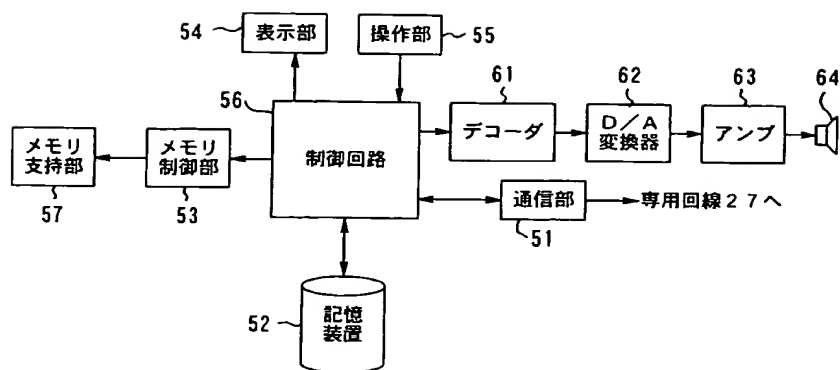 54
表示部
操作部
55
56
61
62
63
64
デコーダ
D/A
変換器
アンプ
メモリ
支持部
メモリ
制御部
制御回路
57
53
通信部
専用回線27へ
51
52
記憶
装置